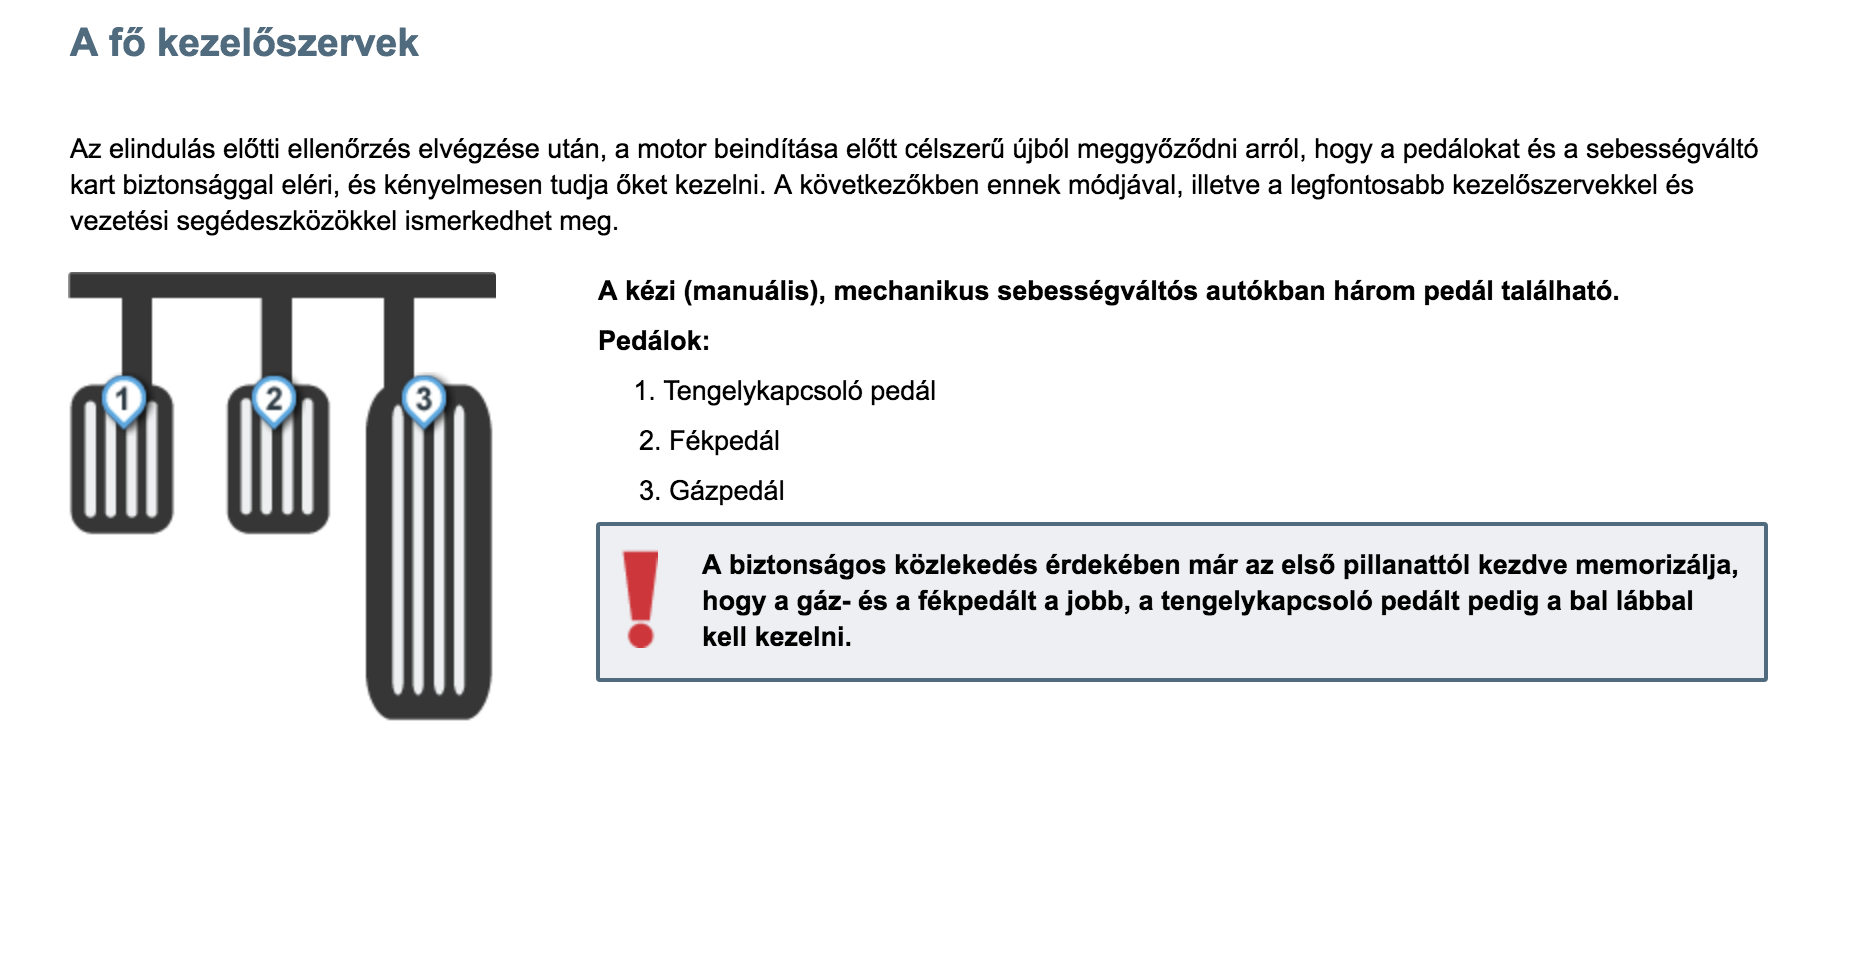 A fő kezelőszervek
Az elindulás előtti ellenőrzés elvégzése után, a motor beindítása előtt célszerű újból meggyőződni arról, hogy a pedálokat és a sebességváltó
kart biztonsággal eléri, és kényelmesen tudja őket kezelni. A következőkben ennek módjával, illetve a legfontosabb kezelőszervekkel és
vezetési segédeszközökkel ismerkedhet meg.
1 2 3
A kézi (manuális), mechanikus sebességváltós autókban három pedál található.
Pedálok:
1. Tengelykapcsoló pedál
2. Fékpedál
3. Gázpedál
A biztonságos közlekedés érdekében már az első pillanattól kezdve memorizálja,
hogy a gáz- és a fékpedált a jobb, a tengelykapcsoló pedált pedig a bal lábbal
kell kezelni.